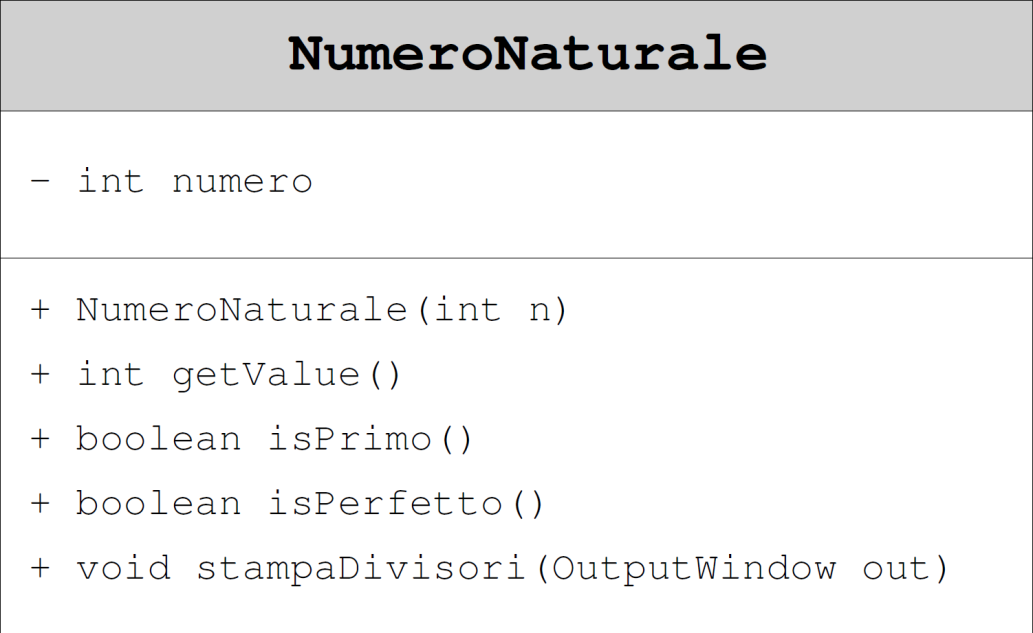 NumeroNaturale
- int numero
+ NumeroNaturale(int n)
+ int getValue()
+ boolean isPrimo()
+ boolean isPerfetto()
+ void stampaDivisori(OutputWindow out)